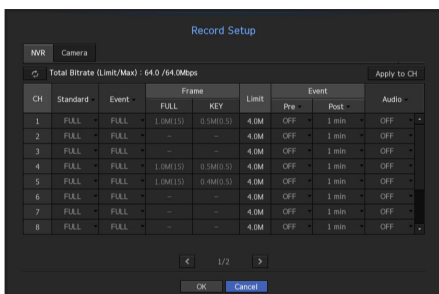 Record Setup
NVR Camera
Total Bitrate (Limit/Max) : 64.0 /64.0Mbps Apply to CH
CH Standard Event Frame Limit Event Audio
FULL KEY Pre Post
1 FULL FULL 1.0M(15) 0.5M(0.5) 4.0M OFF 1 min OFF
2 FULL FULL - - 4.0M OFF 1 min OFF
3 FULL FULL - - 4.0M OFF 1 min OFF
4 FULL FULL 1.0M(15) 0.5M(0.5) 4.0M OFF 1 min OFF
5 FULL FULL 1.0M(15) 0.4M(0.5) 4.0M OFF 1 min OFF
6 FULL FULL - - 4.0M OFF 1 min OFF
7 FULL FULL - - 4.0M OFF 1 min OFF
8 FULL FULL - - 4.0M OFF 1 min OFF
< 1/2 >
OK Cancel